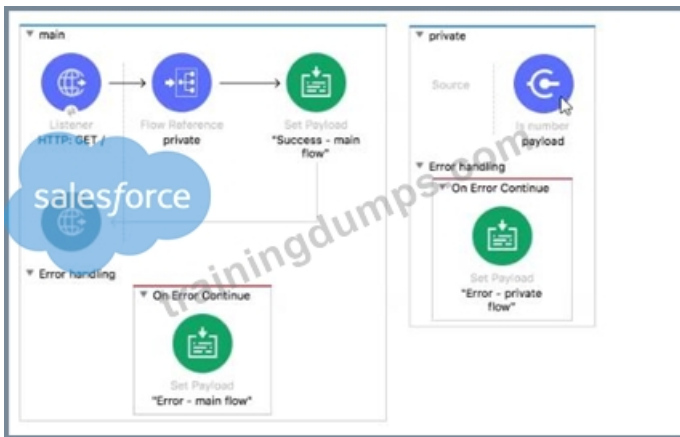 main
Listener
HTTP: GET /
Flow Reference
private
Set Payload
"Success - main
flow"
salesforce
Error handling
On Error Continue
Set Payload
"Error - main flow"
private
Source
Is number
payload
Error handling
On Error Continue
Set Payload
"Error - private
flow"
trainingdumps.com